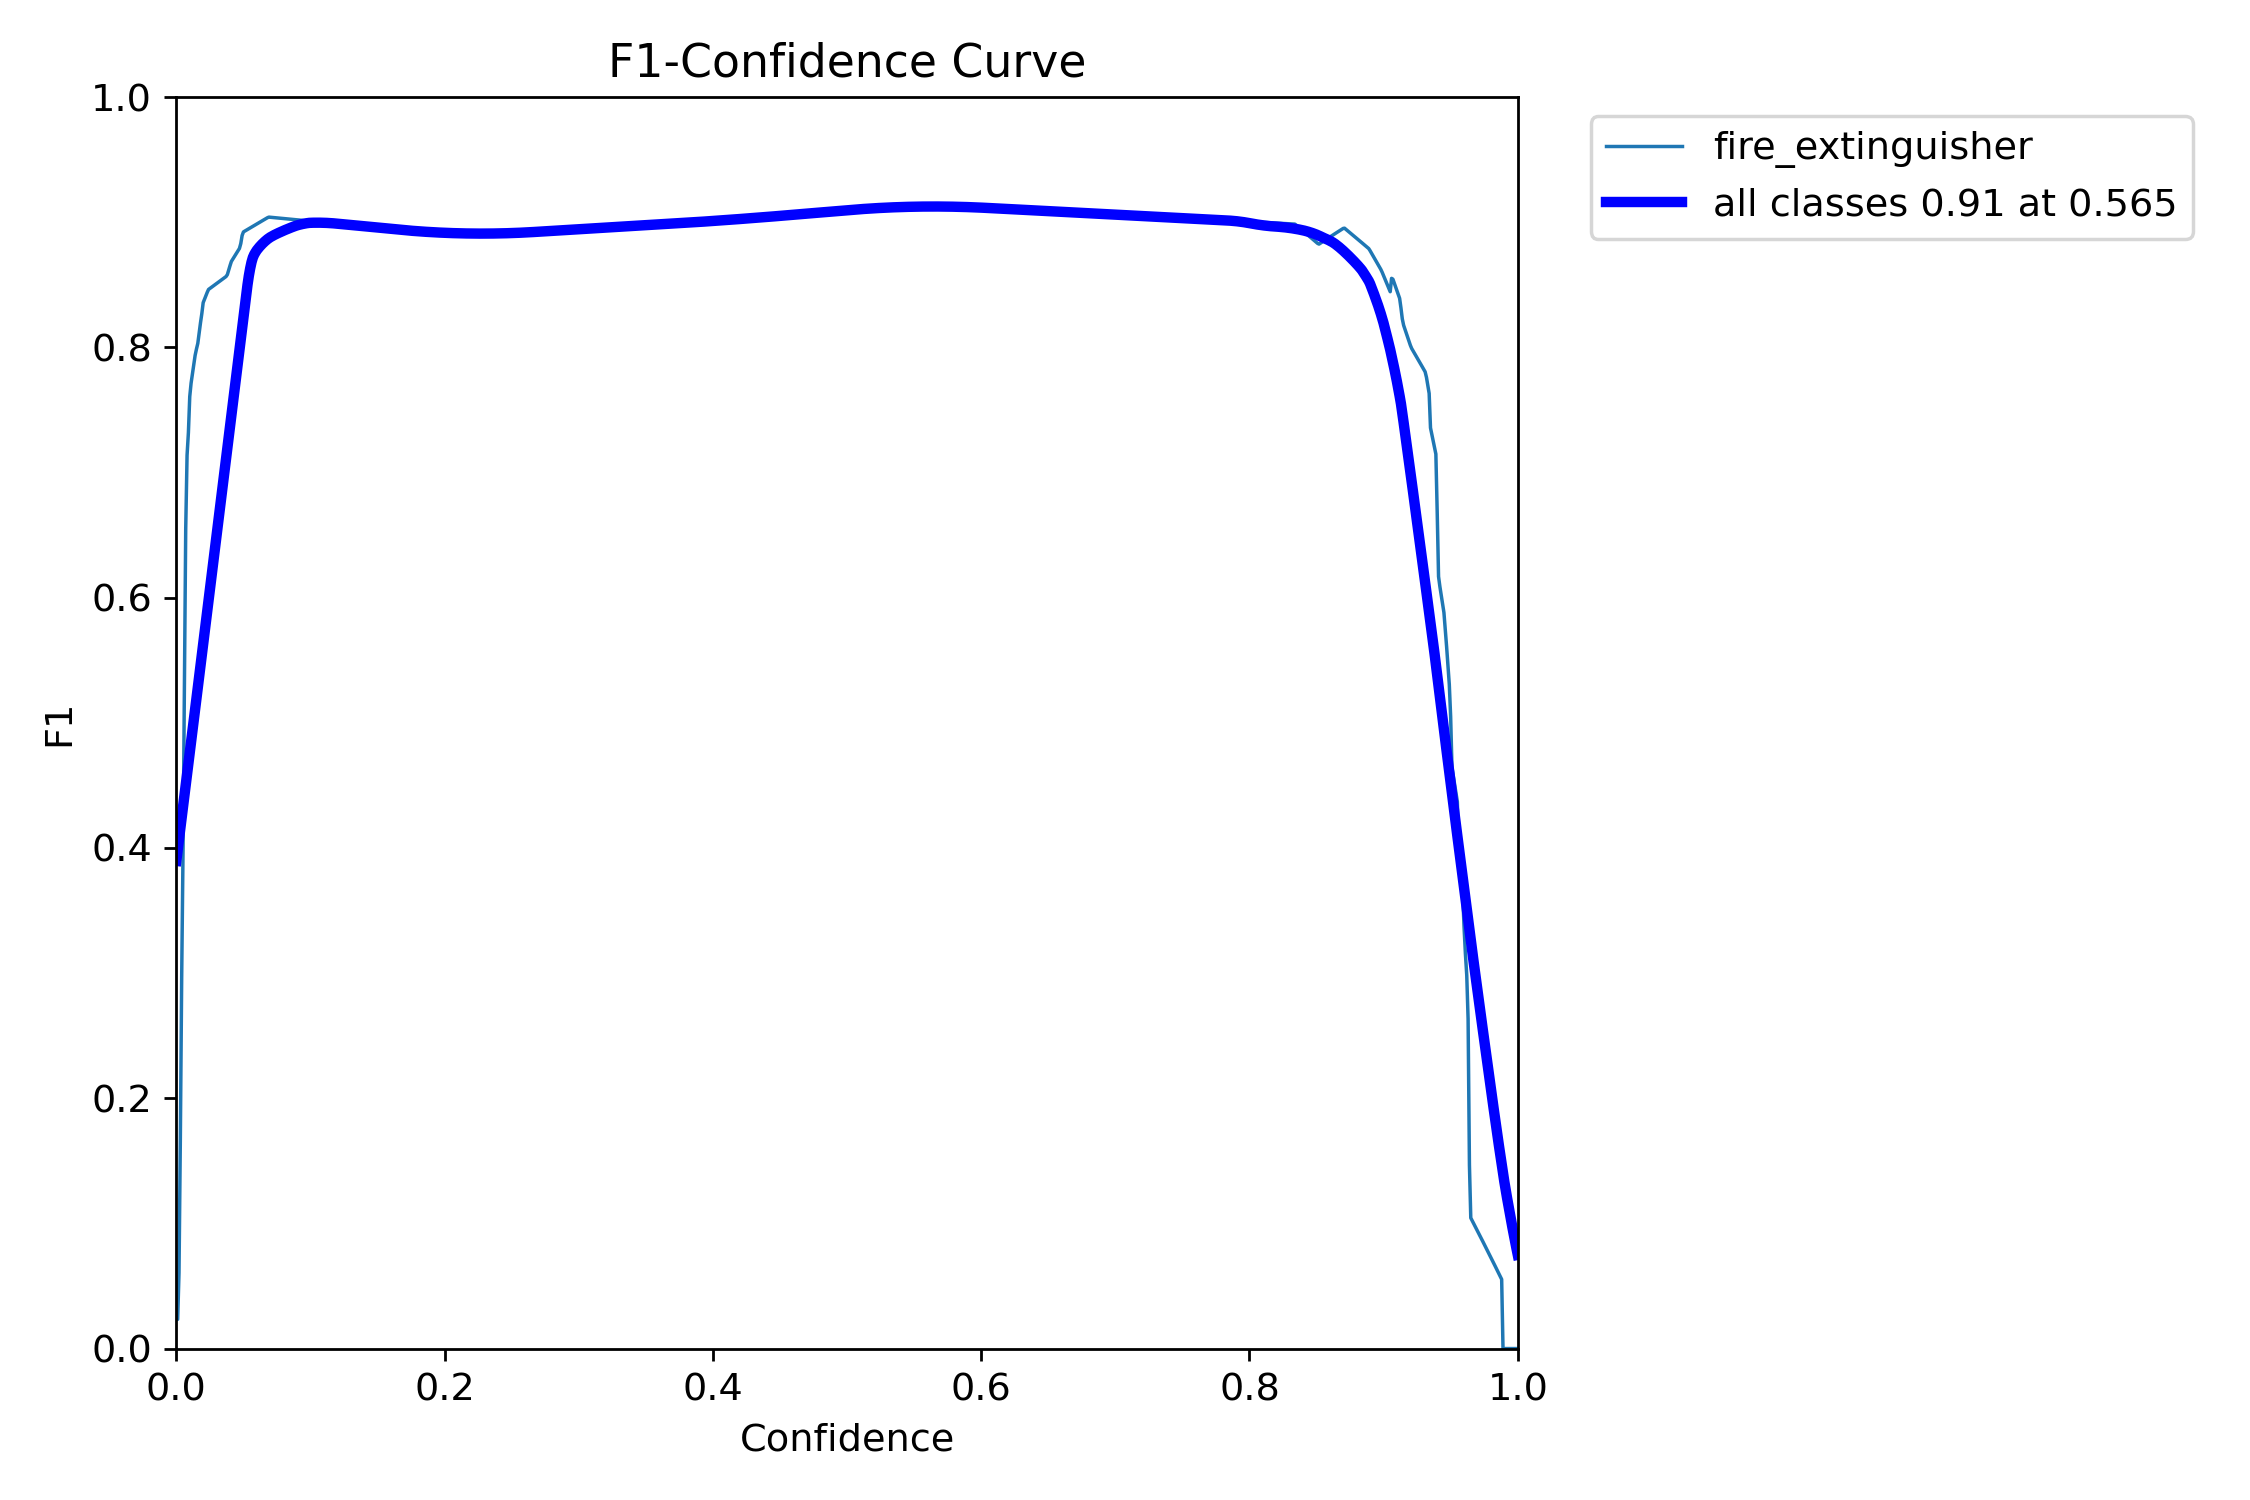 F1-Confidence Curve
1.0
0.8
0.6
0.4
0.2
0.0
F1
0.0 0.2 0.4 0.6 0.8 1.0
Confidence
fire_extinguisher
all classes 0.91 at 0.565